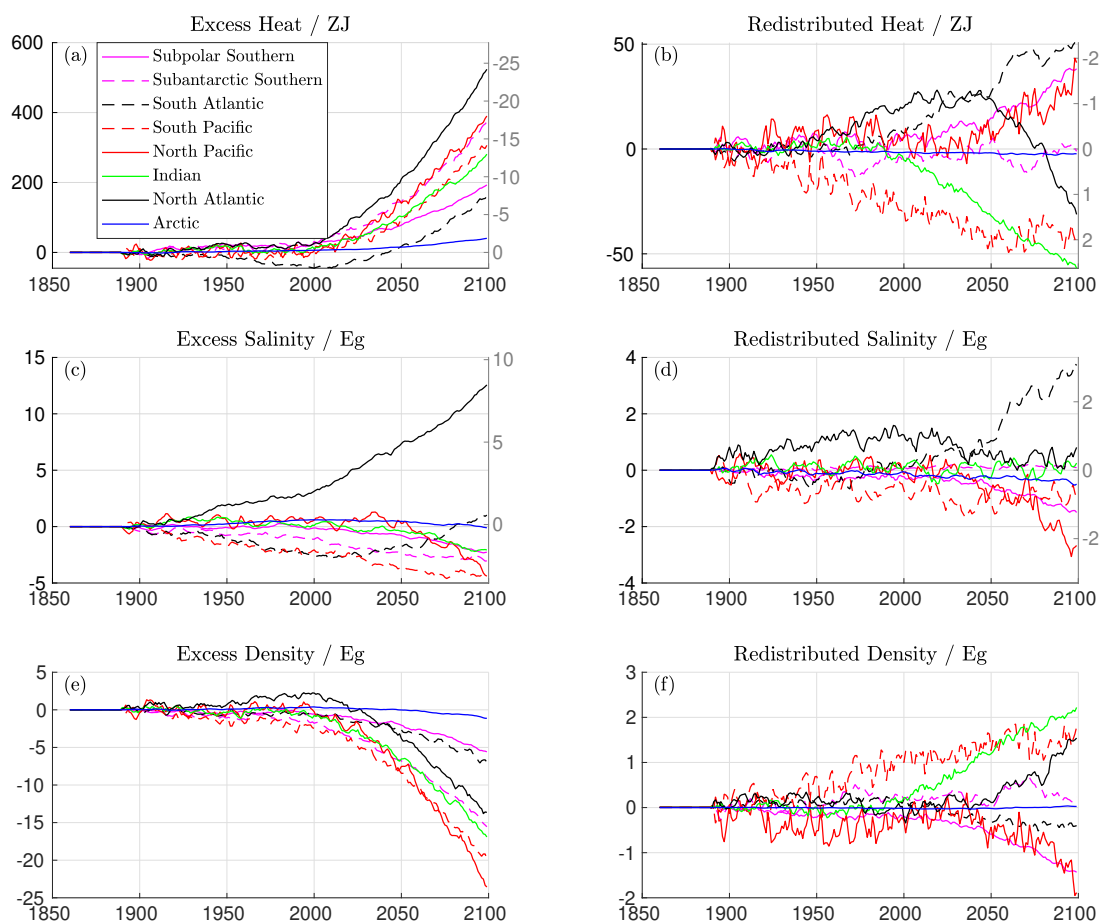 Excess Heat / ZJ
600
400
200
0
(a)
Subpolar Southern
Subantarctic Southern
South Atlantic
South Pacific
North Pacific
Indian
North Atlantic
Arctic
-25
-20
-15
-10
-5
0
1850 1900 1950 2000 2050 2100
Redistributed Heat / ZJ
50
0
-50
(b)
-2
-1
0
1
2
1850 1900 1950 2000 2050 2100
Excess Salinity / Eg
15
10
5
0
-5
(c)
10
5
0
1850 1900 1950 2000 2050 2100
Redistributed Salinity / Eg
4
2
0
-2
-4
(d)
2
0
-2
1850 1900 1950 2000 2050 2100
Excess Density / Eg
5
0
-5
-10
-15
-20
-25
(e)
1850 1900 1950 2000 2050 2100
Redistributed Density / Eg
3
2
1
0
-1
-2
(f)
1850 1900 1950 2000 2050 2100